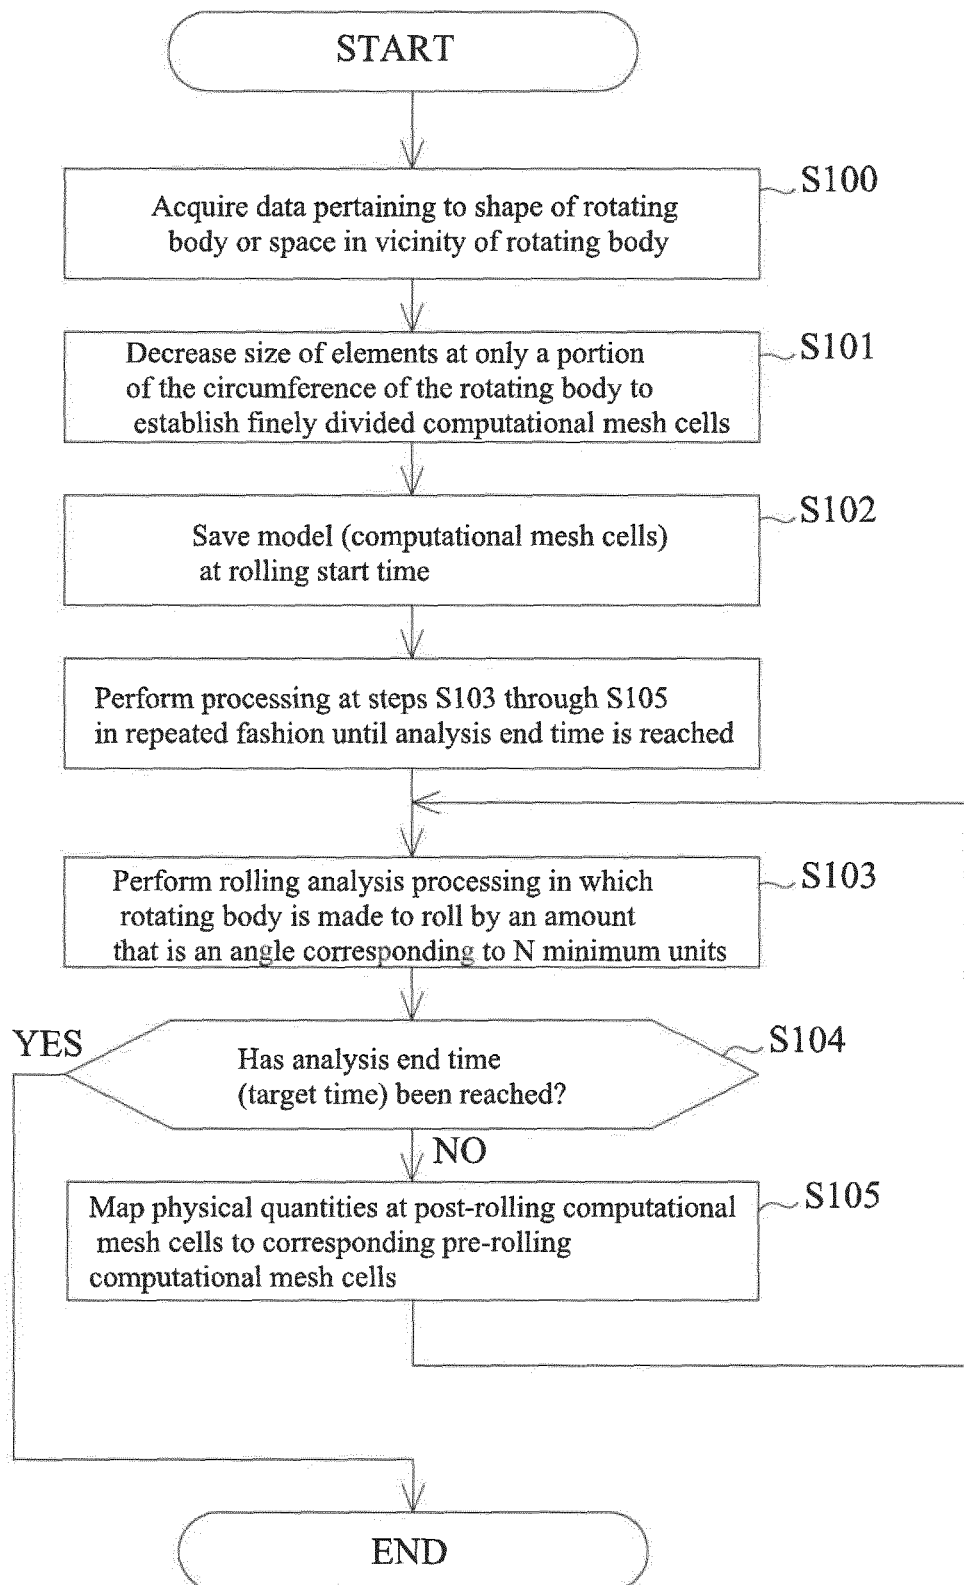 START
S100
Acquire data pertaining to shape of rotating
body or space in vicinity of rotating body
S101
Decrease size of elements at only a portion
of the circumference of the rotating body to
establish finely divided computational mesh cells
S102
Save model (computational mesh cells)
at rolling start time
Perform processing at steps S103 through S105
in repeated fashion until analysis end time is reached
S103
Perform rolling analysis processing in which
rotating body is made to roll by an amount
that is an angle corresponding to N minimum units
YES
S104
Has analysis end time
(target time) been reached?
NO
S105
Map physical quantities at post-rolling computational
mesh cells to corresponding pre-rolling
computational mesh cells
END